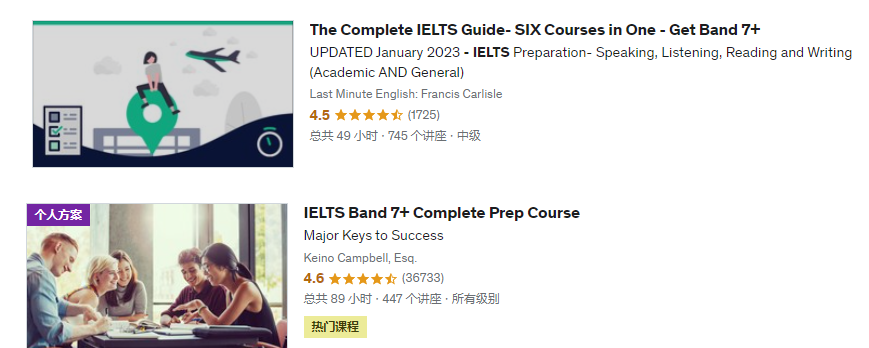 The Complete IELTS Guide- SIX Courses in One - Get Band 7+
UPDATED January 2023 - IELTS Preparation- Speaking, Listening, Reading and Writing
(Academic AND General)
Last Minute English: Francis Carlisle
4.5 (1725)
总共 49 小时 · 745 个讲座 · 中级
个人方案
IELTS Band 7+ Complete Prep Course
Major Keys to Success
Keino Campbell, Esq.
4.6 (36733)
总共 89 小时 · 447 个讲座 · 所有级别
热门课程